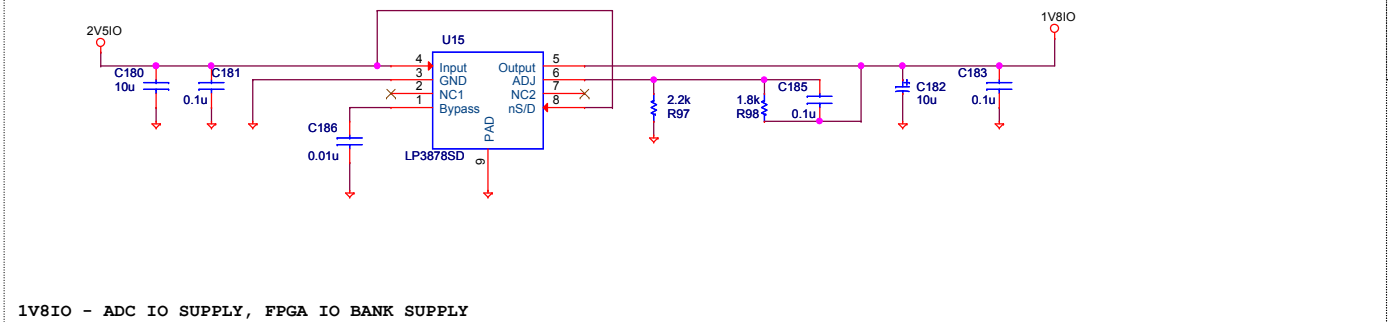 2V5IO
1V8IO
U15
C180
10u
C181
0.1u
4
3
2
1
Input
GND
NC1
Bypass
Output
ADJ
NC2
nS/D
5
6
7
8
PAD
9
LP3878SD
C186
0.01u
2.2k
R97
1.8k
R98
C185
0.1u
C182
10u
C183
0.1u
1V8IO - ADC IO SUPPLY, FPGA IO BANK SUPPLY